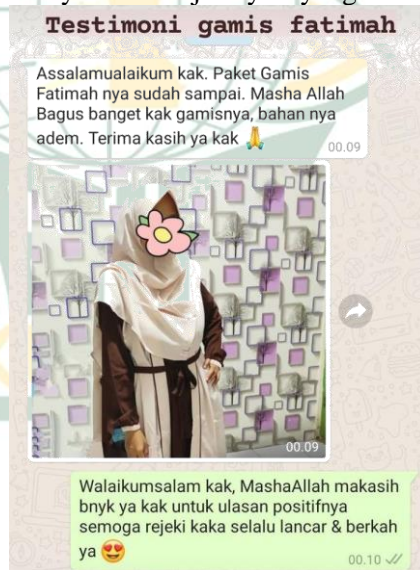 Testimoni gamis fatimah
Assalamualaikum kak. Paket Gamis
Fatimah nya sudah sampai. Masha Allah
Bagus banget kak gamisnya, bahan nya
adem. Terima kasih ya kak 🙏
00.09
00.09
Walaikumsalam kak, MashaAllah makasih
bnyk ya kak untuk ulasan positifnya
semoga rejeki kaka selalu lancar & berkah
ya 😍
00.10